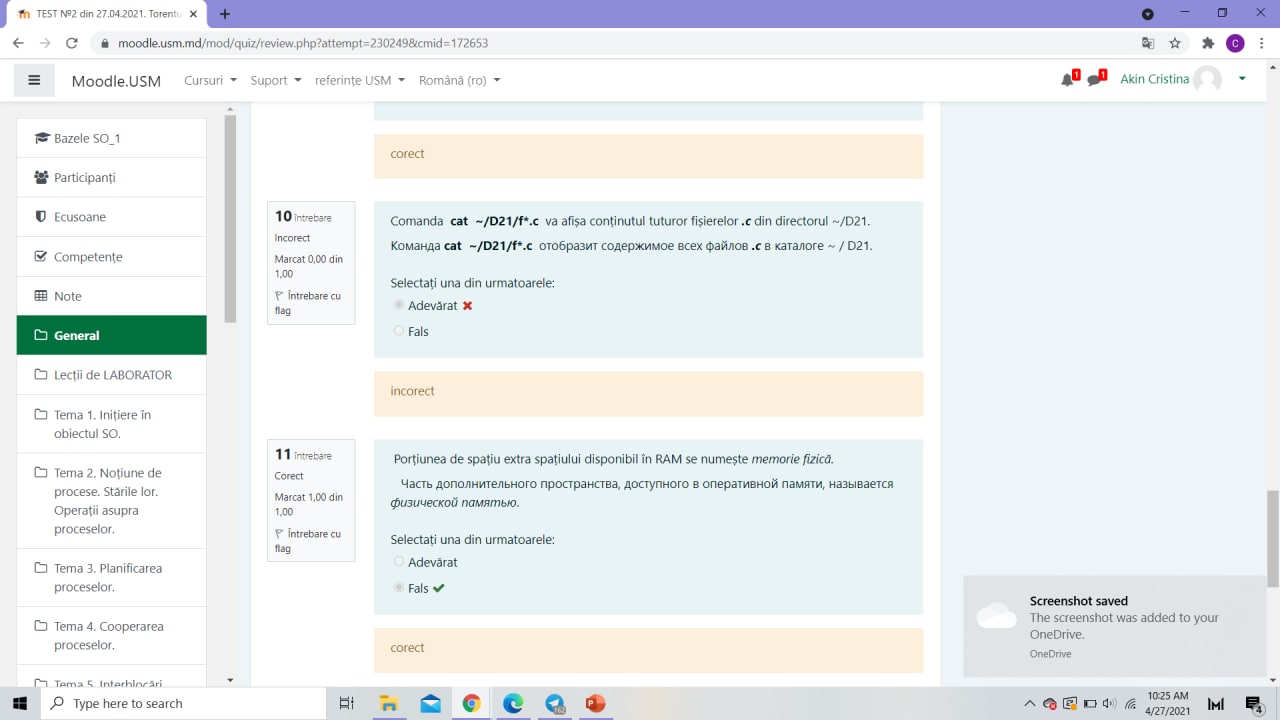 TEST №2 din 27.04.2021. Torentu
moodle.usm.md/mod/quiz/review.php?attempt=230249&cmid=172653
C
Moodle.USM
Cursuri
Suport
referințe USM
Română (ro)
1
1
Akin Cristina
Bazele SO_1
Participanți
Ecusoane
Competențe
Note
General
Lecții de LABORATOR
Tema 1. Inițiere în
obiectul SO.
Tema 2. Noțiune de
procese. Stările lor.
Operații asupra
proceselor.
Tema 3. Planificarea
proceselor.
Tema 4. Cooperarea
proceselor.
Tema 5. Interblocări
corect
10 Întrebare
Incorect
Marcat 0,00 din
1,00
Întrebare cu
flag
Comanda cat ~/D21/f*.c va afișa conținutul tuturor fișierelor .c din directorul ~/D21.
Команда cat ~/D21/f*.c отобразит содержимое всех файлов .c в каталоге ~ / D21.
Selectați una din urmatoarele:
Adevărat
Fals
incorect
11 Întrebare
Corect
Marcat 1,00 din
1,00
Întrebare cu
flag
Porțiunea de spațiu extra spațiului disponibil în RAM se numește memorie fizică.
Часть дополнительного пространства, доступного в оперативной памяти, называется
физической памятью.
Selectați una din urmatoarele:
Adevărat
Fals
corect
Screenshot saved
The screenshot was added to your
OneDrive.
OneDrive
Type here to search
10:25 AM
4/27/2021
4